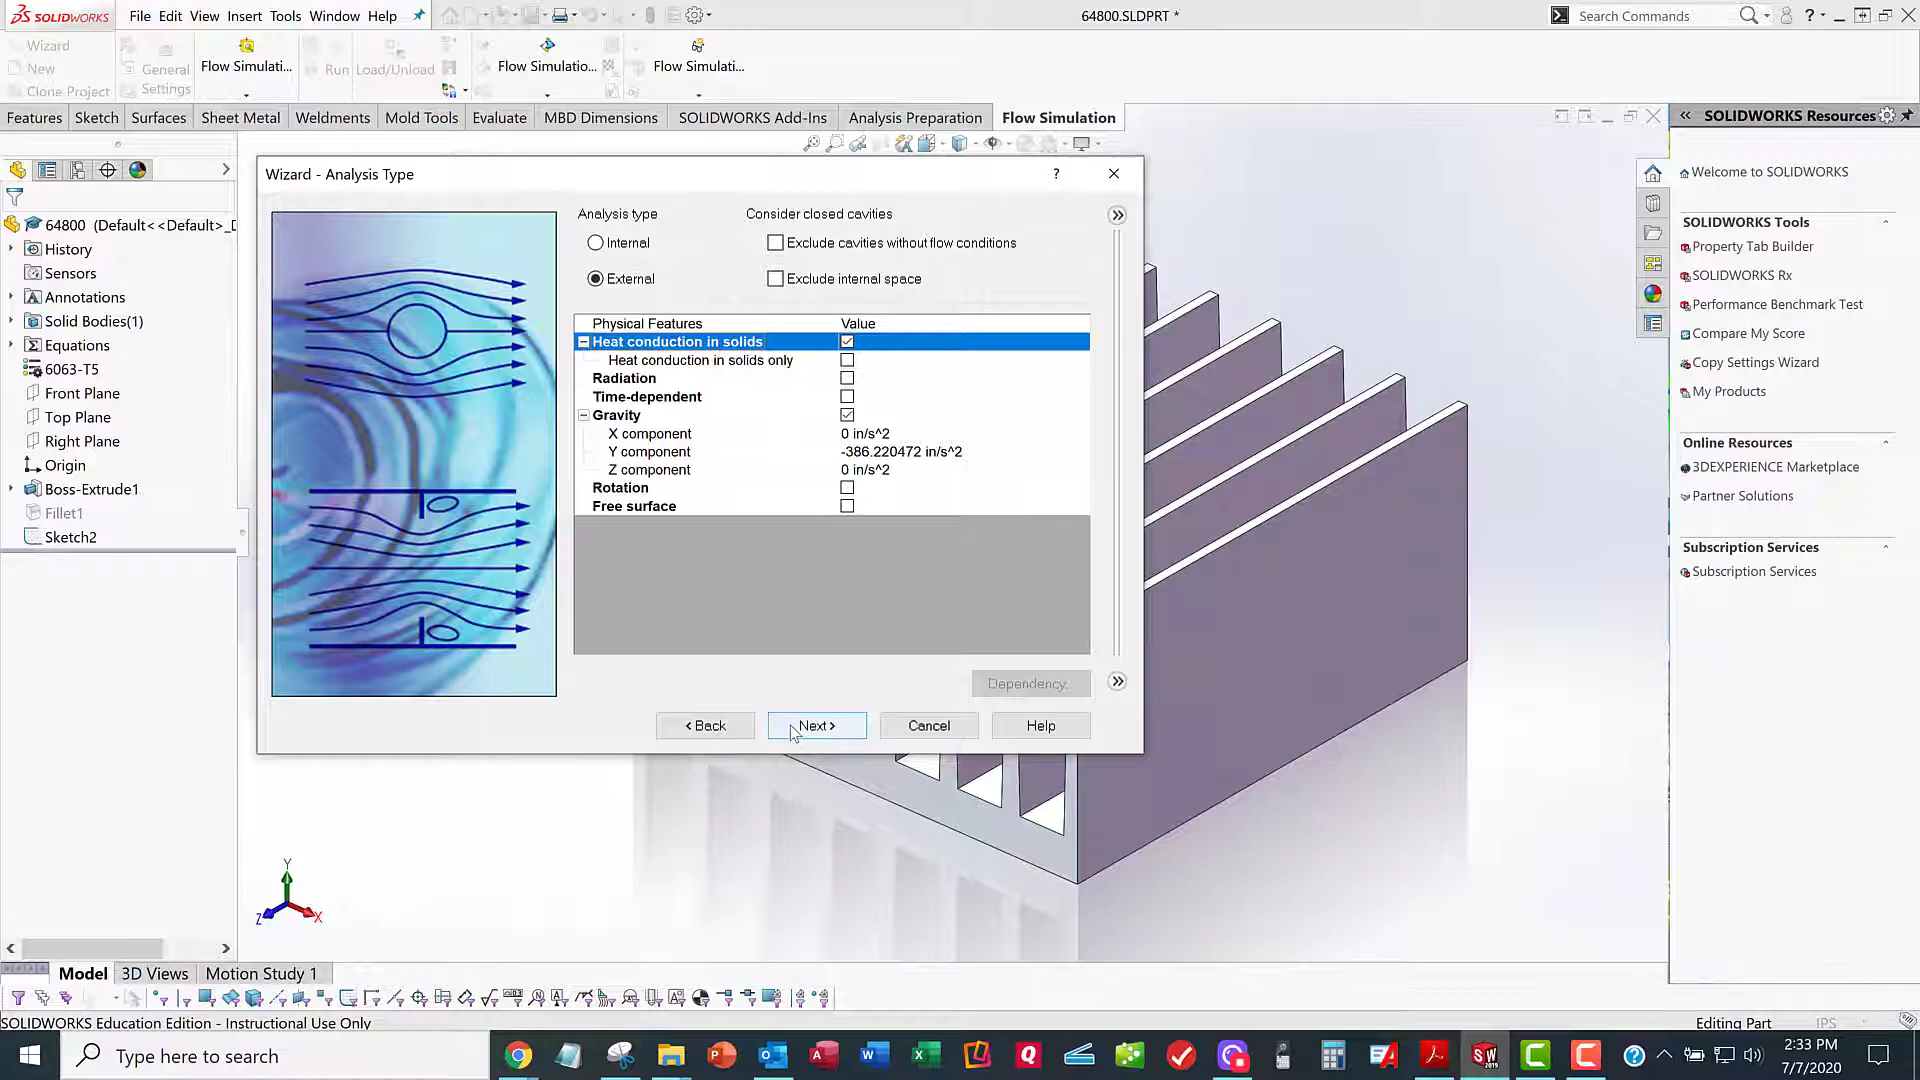 SOLIDWORKS File Edit View Insert Tools Window Help
64800.SLDPRT *
Search Commands
Wizard
New
Clone Project
General
Settings
Flow Simulati...
Run
Load/Unload
Flow Simulatio...
Flow Simulati...
Features Sketch Surfaces Sheet Metal Weldments Mold Tools Evaluate MBD Dimensions SOLIDWORKS Add-Ins Analysis Preparation Flow Simulation
64800 (Default<<Default>_D
History
Sensors
Annotations
Solid Bodies(1)
Equations
6063-T5
Front Plane
Top Plane
Right Plane
Origin
Boss-Extrude1
Fillet1
Sketch2
Wizard - Analysis Type
?
Analysis type
Consider closed cavities
Internal
Exclude cavities without flow conditions
External
Exclude internal space
Physical Features Value
Heat conduction in solids
Heat conduction in solids only
Radiation
Time-dependent
Gravity
X component 0 in/s^2
Y component -386.220472 in/s^2
Z component 0 in/s^2
Rotation
Free surface
Dependency...
< Back
Next >
Cancel
Help
SOLIDWORKS Resources
Welcome to SOLIDWORKS
SOLIDWORKS Tools
Property Tab Builder
SOLIDWORKS Rx
Performance Benchmark Test
Compare My Score
Copy Settings Wizard
My Products
Online Resources
3DEXPERIENCE Marketplace
Partner Solutions
Subscription Services
Subscription Services
Y
Z
X
Model 3D Views Motion Study 1
SOLIDWORKS Education Edition - Instructional Use Only
Editing Part
IPS
Type here to search
2:33 PM
7/7/2020